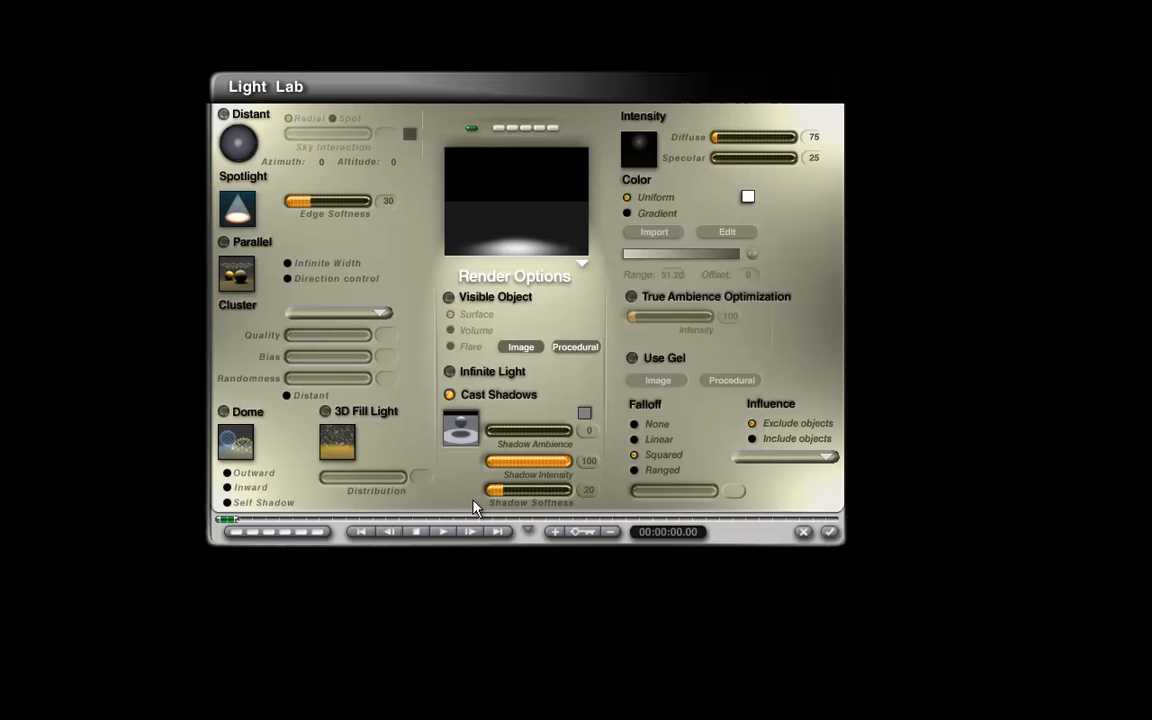 Light Lab
Distant
Radial Spot
Sky Interaction
Azimuth: 0 Altitude: 0
Spotlight
30
Edge Softness
Parallel
Infinite Width
Direction control
Cluster
Quality
Bias
Randomness
Distant
Dome
3D Fill Light
Outward
Inward
Self Shadow
Distribution
Render Options
Visible Object
Surface
Volume
Flare Image Procedural
Infinite Light
Cast Shadows
0
Shadow Ambience
100
Shadow Intensity
20
Shadow Softness
Intensity
Diffuse 75
Specular 25
Color
Uniform
Gradient
Import Edit
Range: 51.20 Offset: 0
True Ambience Optimization
100
Intensity
Use Gel
Image Procedural
Falloff
None
Linear
Squared
Ranged
Influence
Exclude objects
Include objects
00:00:00.00